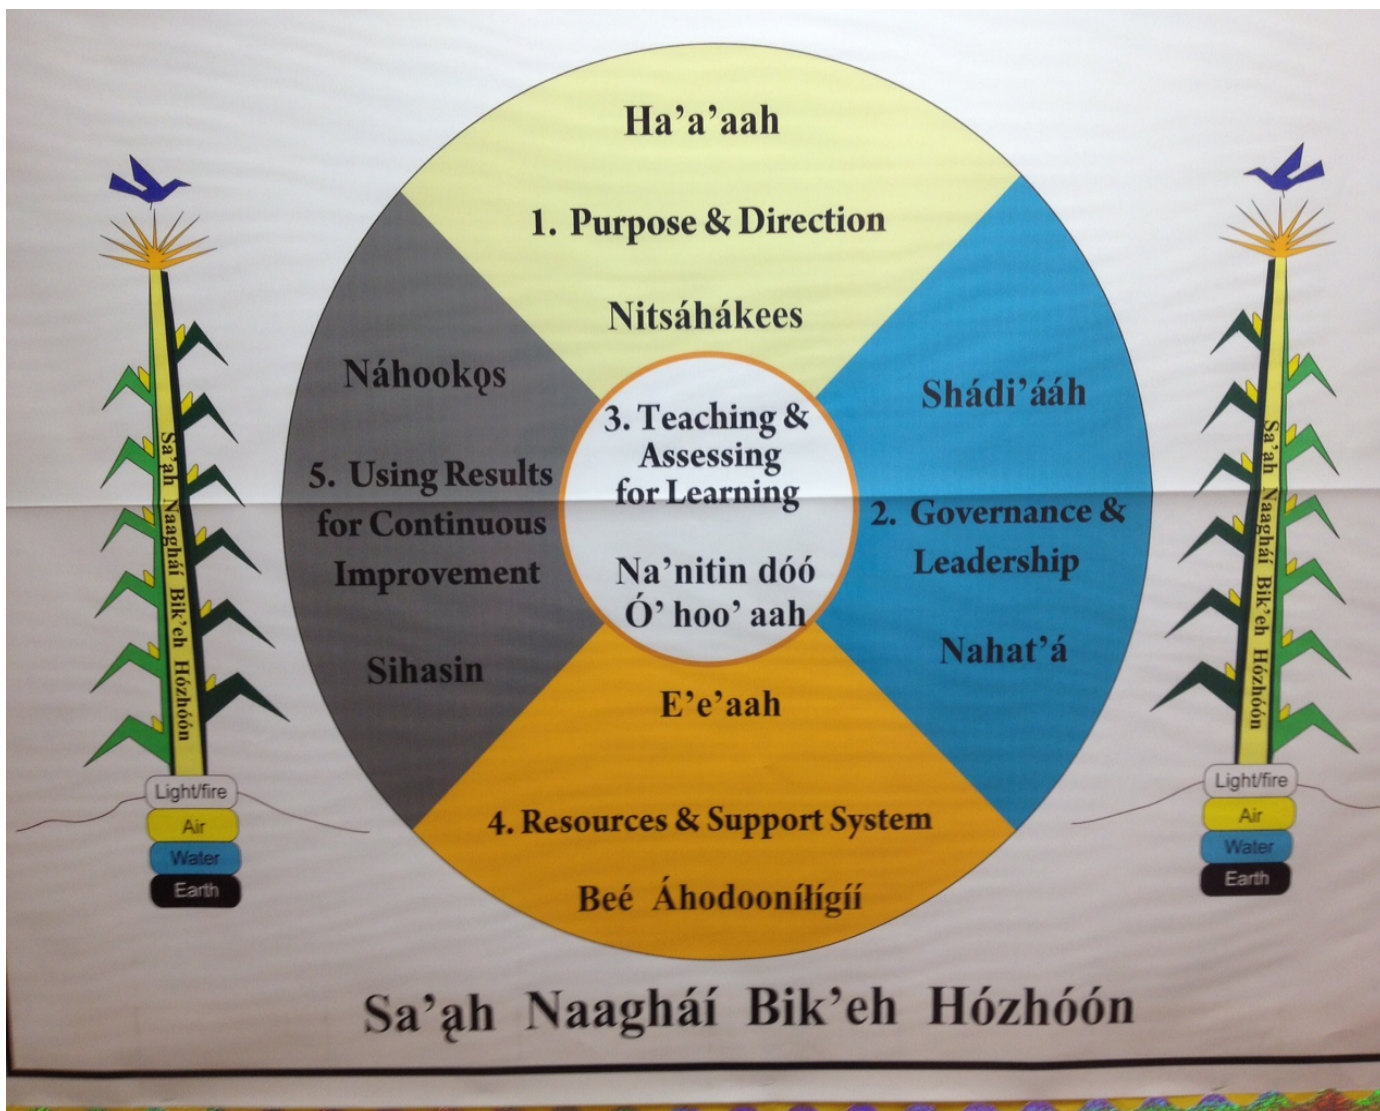 Ha’a’aah
1. Purpose & Direction
Nitsáhákees
Shádi’ááh
2. Governance &
Leadership
Nahat’á
3. Teaching &
Assessing
for Learning
Na’nitin dóó
Ó’ hoo’ aah
E’e’aah
4. Resources & Support System
Beé Áhodooníłígíí
Náhookǫs
5. Using Results
for Continuous
Improvement
Sihasin
Sa’ąh Naagháí Bik’eh Hózhóón
Light/fire
Air
Water
Earth
Sa’ąh Naagháí Bik’eh Hózhóón
Light/fire
Air
Water
Earth
Sa’ąh Naagháí Bik’eh Hózhóón